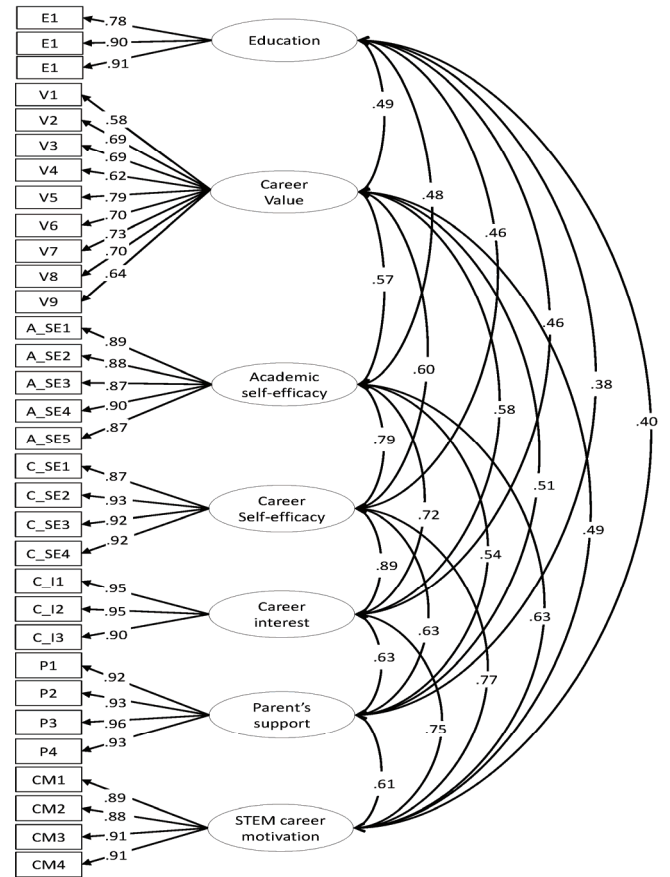 E1
.78
E1
.90
Education
E1
.91
V1
.58
V2
.69
V3
.69
V4
.62
Career
Value
V5
.79
V6
.70
V7
.73
V8
.70
V9
.64
A_SE1
.89
A_SE2
.88
A_SE3
.87
Academic
self-efficacy
A_SE4
.90
A_SE5
.87
C_SE1
.87
C_SE2
.93
Career
Self-efficacy
C_SE3
.92
C_SE4
.92
C_I1
.95
C_I2
.95
Career
interest
C_I3
.90
P1
.92
P2
.93
Parent's
support
P3
.96
P4
.93
CM1
.89
CM2
.88
STEM career
motivation
CM3
.91
CM4
.91
.49
.48
.46
.57
.46
.60
.38
.58
.40
.79
.51
.72
.49
.54
.89
.63
.63
.63
.77
.75
.61